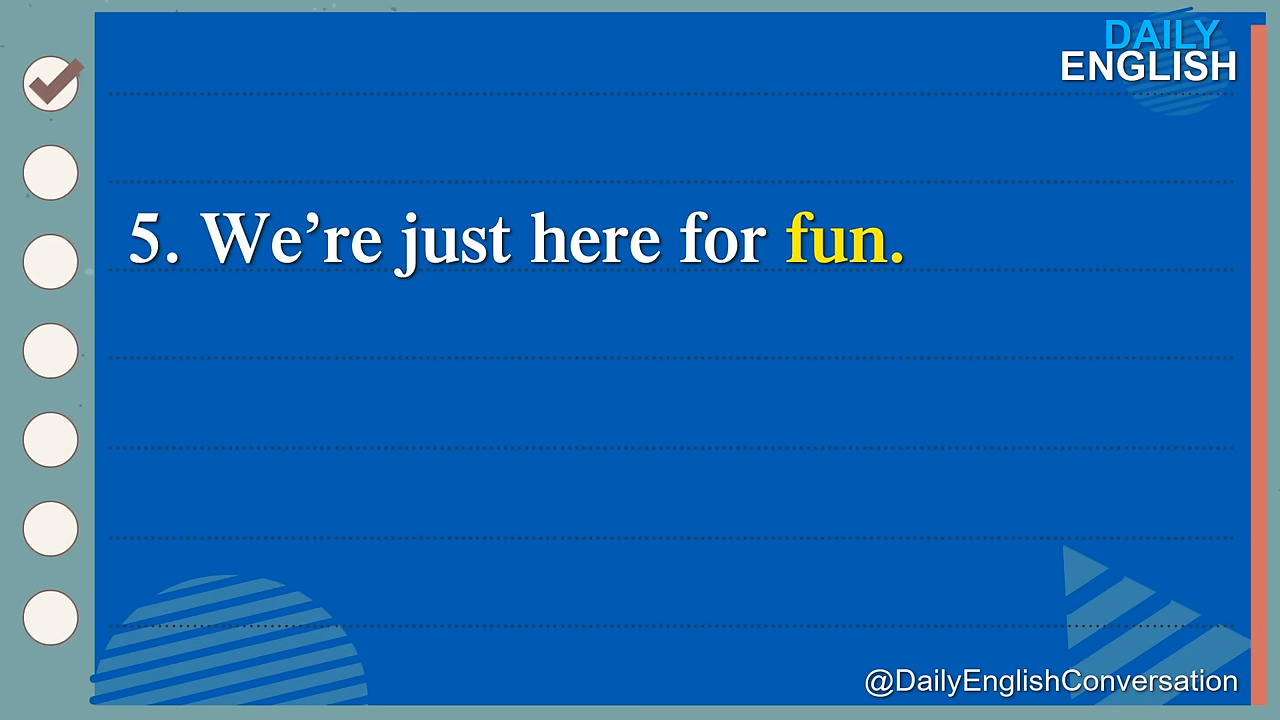 DAILY
ENGLISH
5. We’re just here for fun.
@DailyEnglishConversation